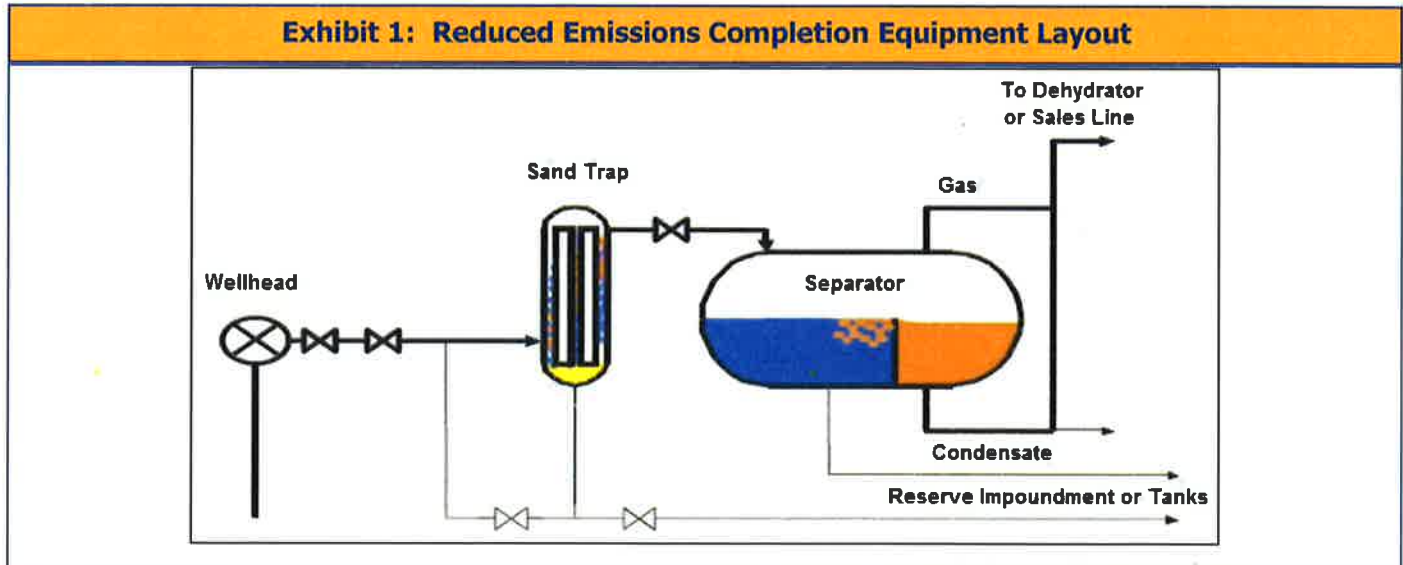 Exhibit 1: Reduced Emissions Completion Equipment Layout
To Dehydrator
or Sales Line
Sand Trap
Gas
Wellhead
Separator
Condensate
Reserve Impoundment or Tanks